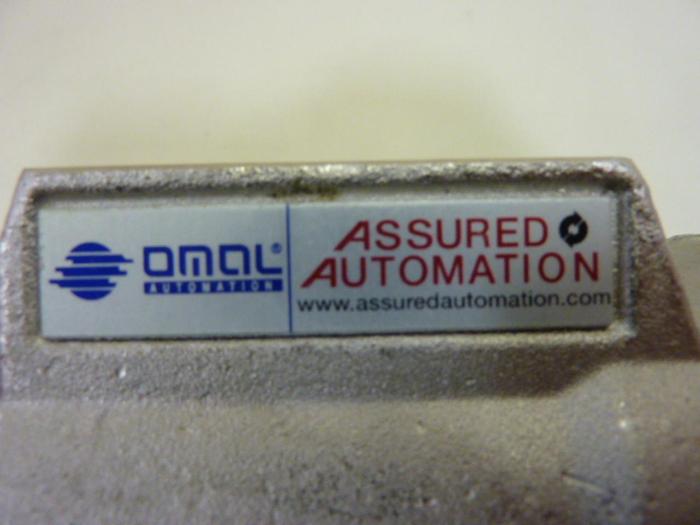 OMAL®
AUTOMATION
ASSURED
AUTOMATION
www.assuredautomation.com